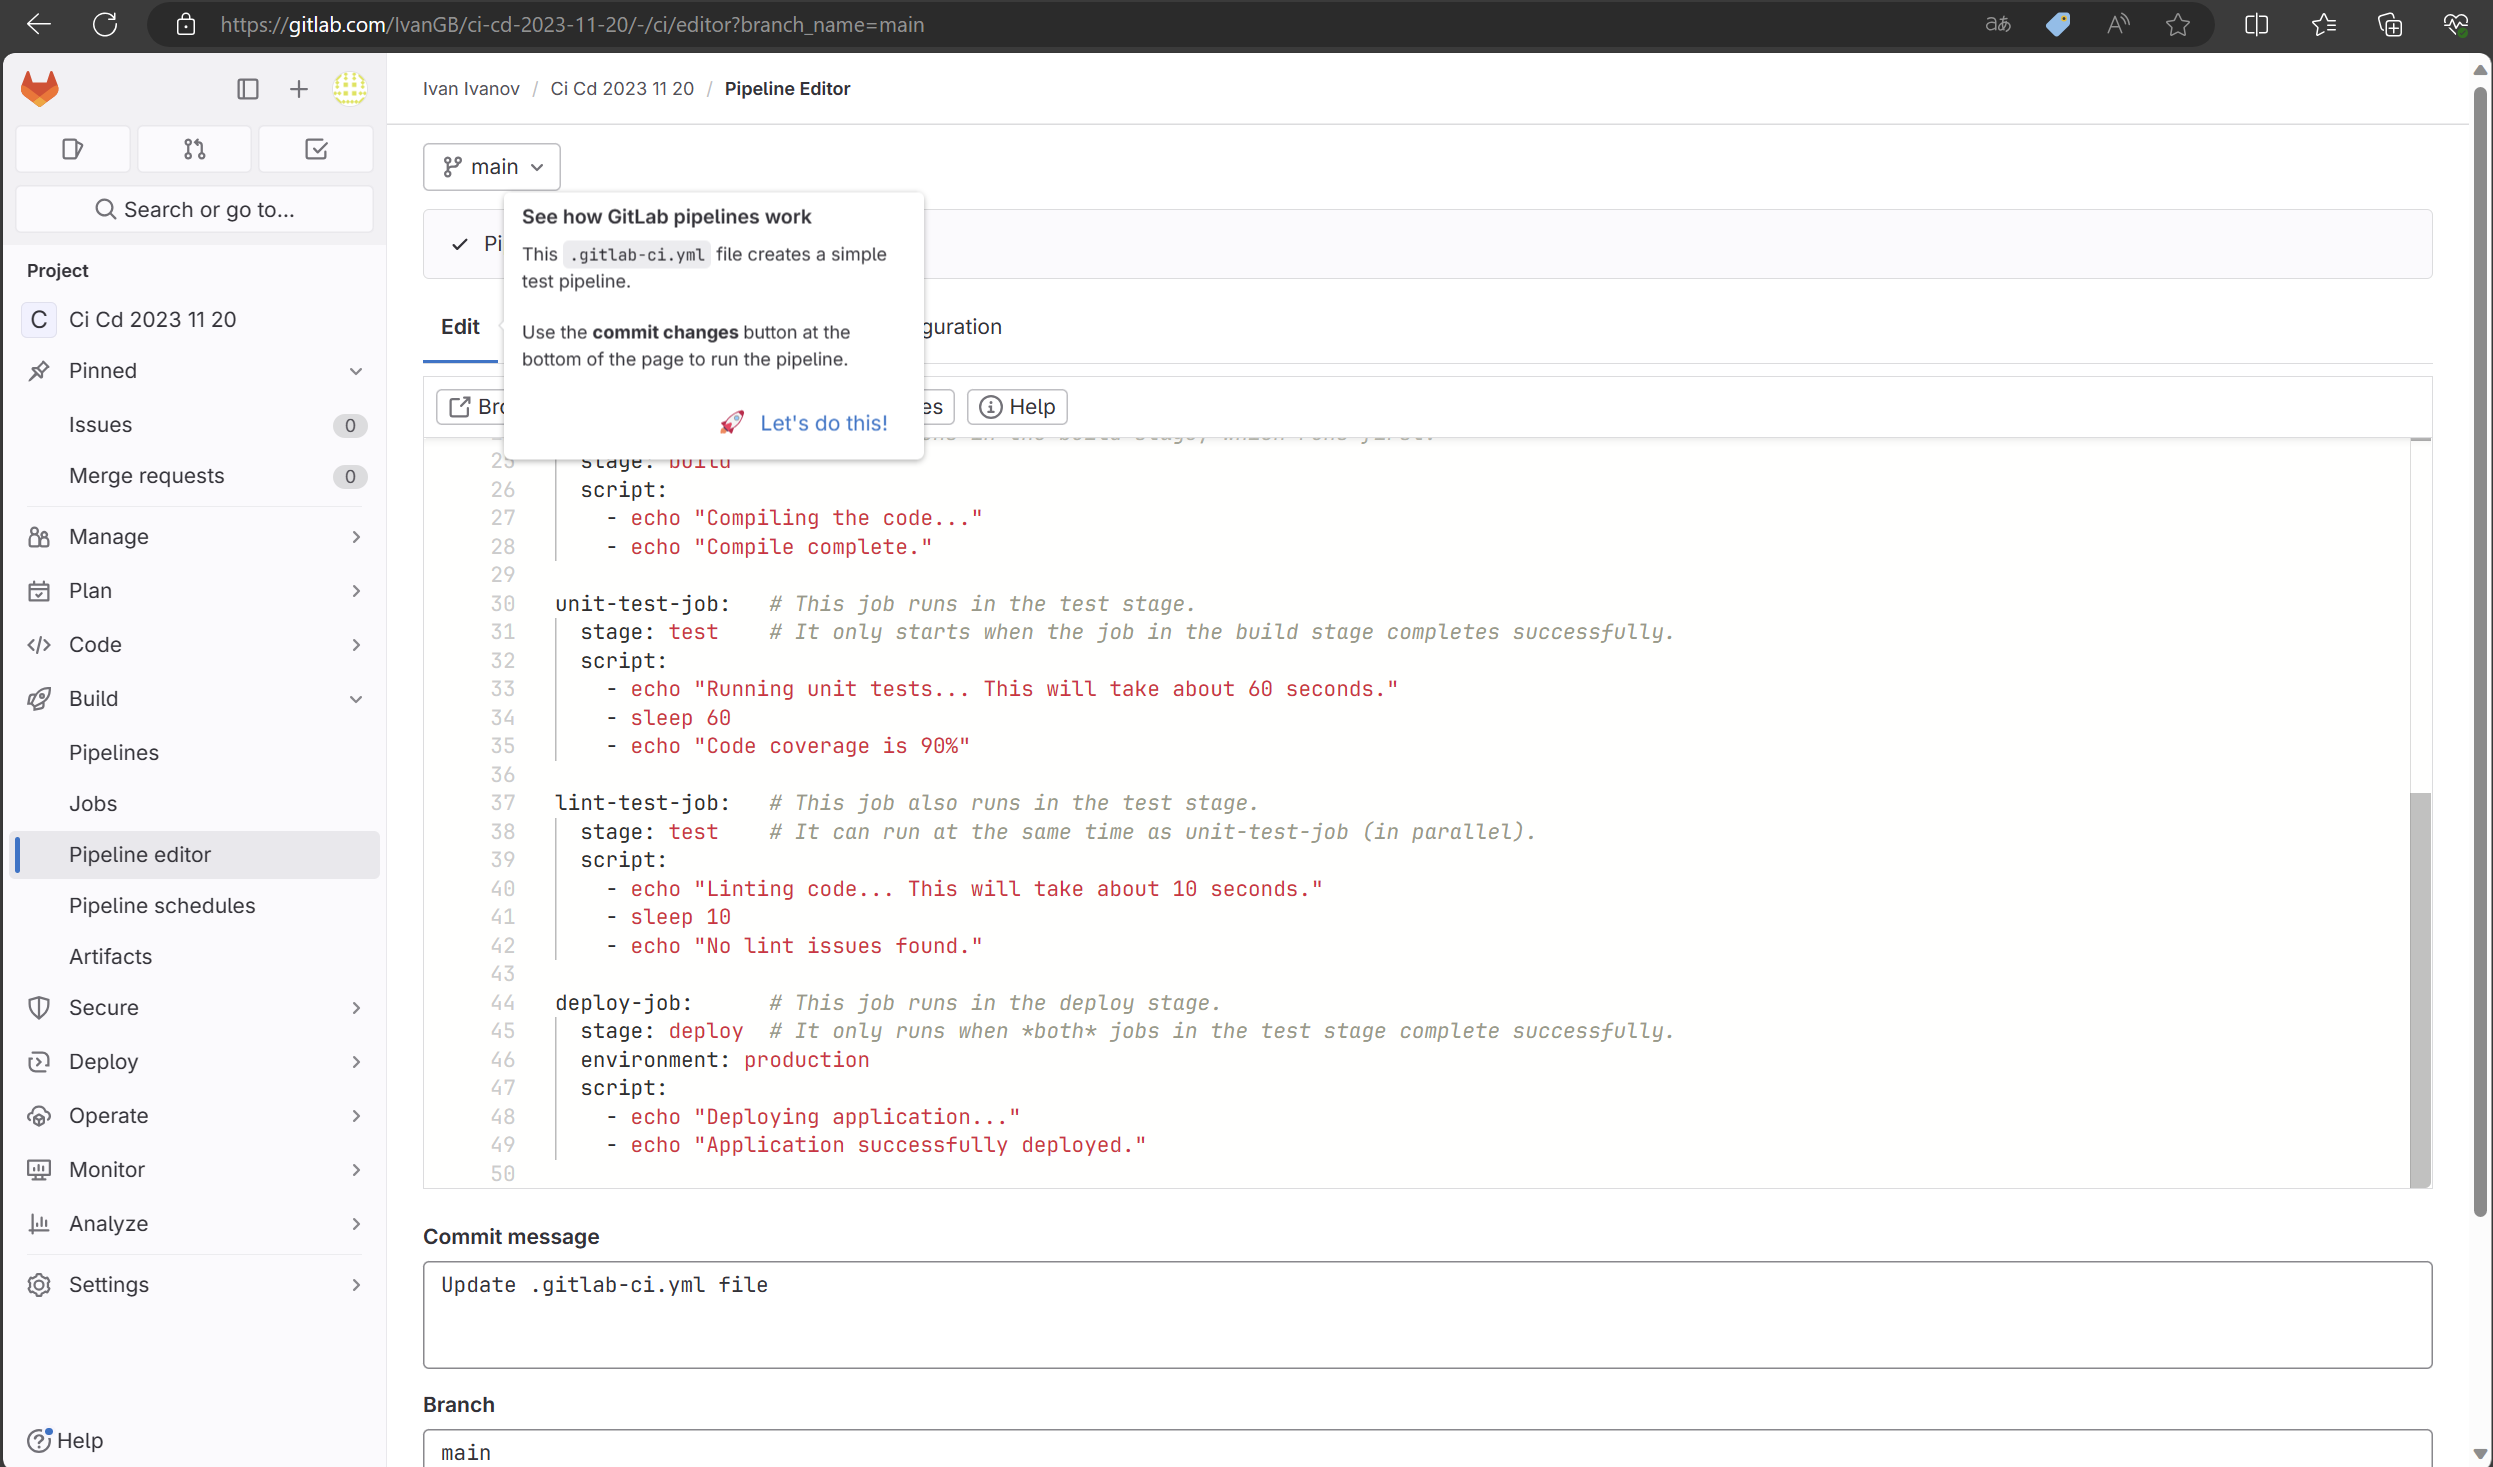 https://gitlab.com/IvanGB/ci-cd-2023-11-20/-/ci/editor?branch_name=main
Search or go to...
Project
C Ci Cd 2023 11 20
Pinned
Issues 0
Merge requests 0
Manage
Plan
Code
Build
Pipelines
Jobs
Pipeline editor
Pipeline schedules
Artifacts
Secure
Deploy
Operate
Monitor
Analyze
Settings
Help
Ivan Ivanov / Ci Cd 2023 11 20 / Pipeline Editor
main
See how GitLab pipelines work
This .gitlab-ci.yml file creates a simple
test pipeline.
Use the commit changes button at the
bottom of the page to run the pipeline.
Let's do this!
Edit
Help
25 stage: build
26 script:
27 - echo "Compiling the code..."
28 - echo "Compile complete."
29
30 unit-test-job: # This job runs in the test stage.
31 stage: test # It only starts when the job in the build stage completes successfully.
32 script:
33 - echo "Running unit tests... This will take about 60 seconds."
34 - sleep 60
35 - echo "Code coverage is 90%"
36
37 lint-test-job: # This job also runs in the test stage.
38 stage: test # It can run at the same time as unit-test-job (in parallel).
39 script:
40 - echo "Linting code... This will take about 10 seconds."
41 - sleep 10
42 - echo "No lint issues found."
43
44 deploy-job: # This job runs in the deploy stage.
45 stage: deploy # It only runs when *both* jobs in the test stage complete successfully.
46 environment: production
47 script:
48 - echo "Deploying application..."
49 - echo "Application successfully deployed."
50
Commit message
Update .gitlab-ci.yml file
Branch
main